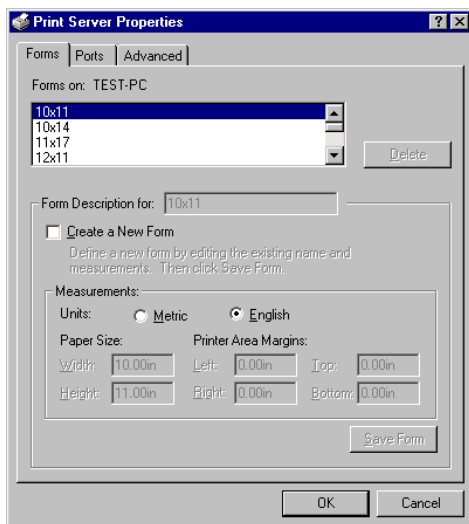 Print Server Properties
Forms Ports Advanced
Forms on: TEST-PC
10x11
10x14
11x17
12x11
Delete
Form Description for: 10x11
Create a New Form
Define a new form by editing the existing name and
measurements. Then click Save Form.
Measurements:
Units: Metric English
Paper Size: Printer Area Margins:
Width: 10.00in Left: 0.00in Top: 0.00in
Height: 11.00in Right: 0.00in Bottom: 0.00in
Save Form
OK Cancel